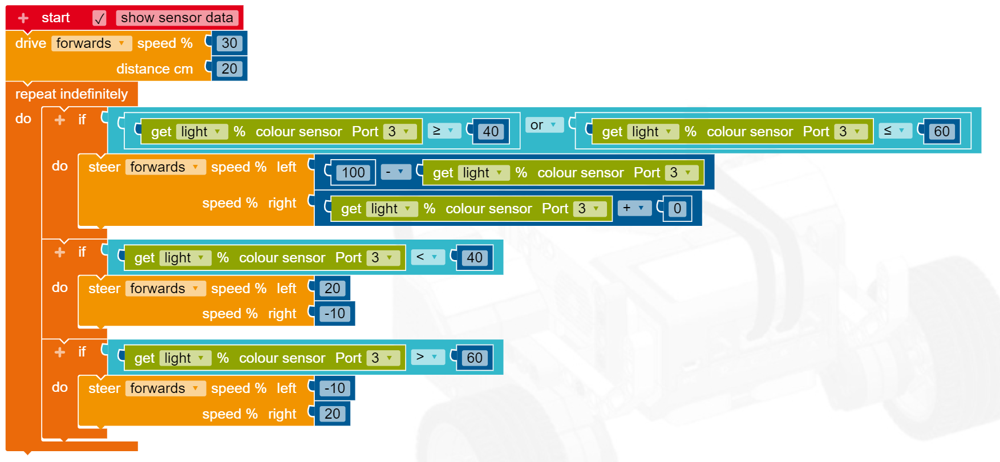 + start ✓ show sensor data
drive forwards speed % 30
distance cm 20
repeat indefinitely
do + if get light % colour sensor Port 3 ≥ 40 or get light % colour sensor Port 3 ≤ 60
do steer forwards speed % left 100 - get light % colour sensor Port 3
speed % right get light % colour sensor Port 3 + 0
+ if get light % colour sensor Port 3 < 40
do steer forwards speed % left 20
speed % right -10
+ if get light % colour sensor Port 3 > 60
do steer forwards speed % left -10
speed % right 20